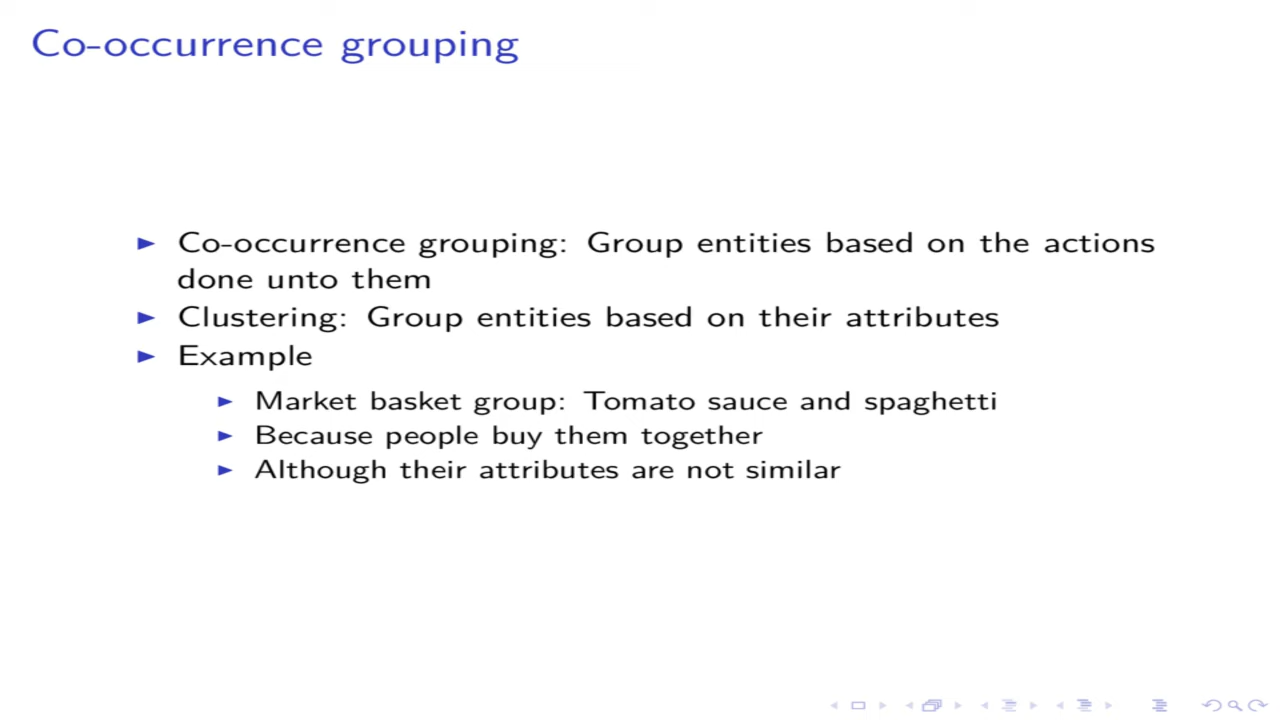 Co-occurrence grouping
Co-occurrence grouping: Group entities based on the actions
done unto them
Clustering: Group entities based on their attributes
Example
Market basket group: Tomato sauce and spaghetti
Because people buy them together
Although their attributes are not similar